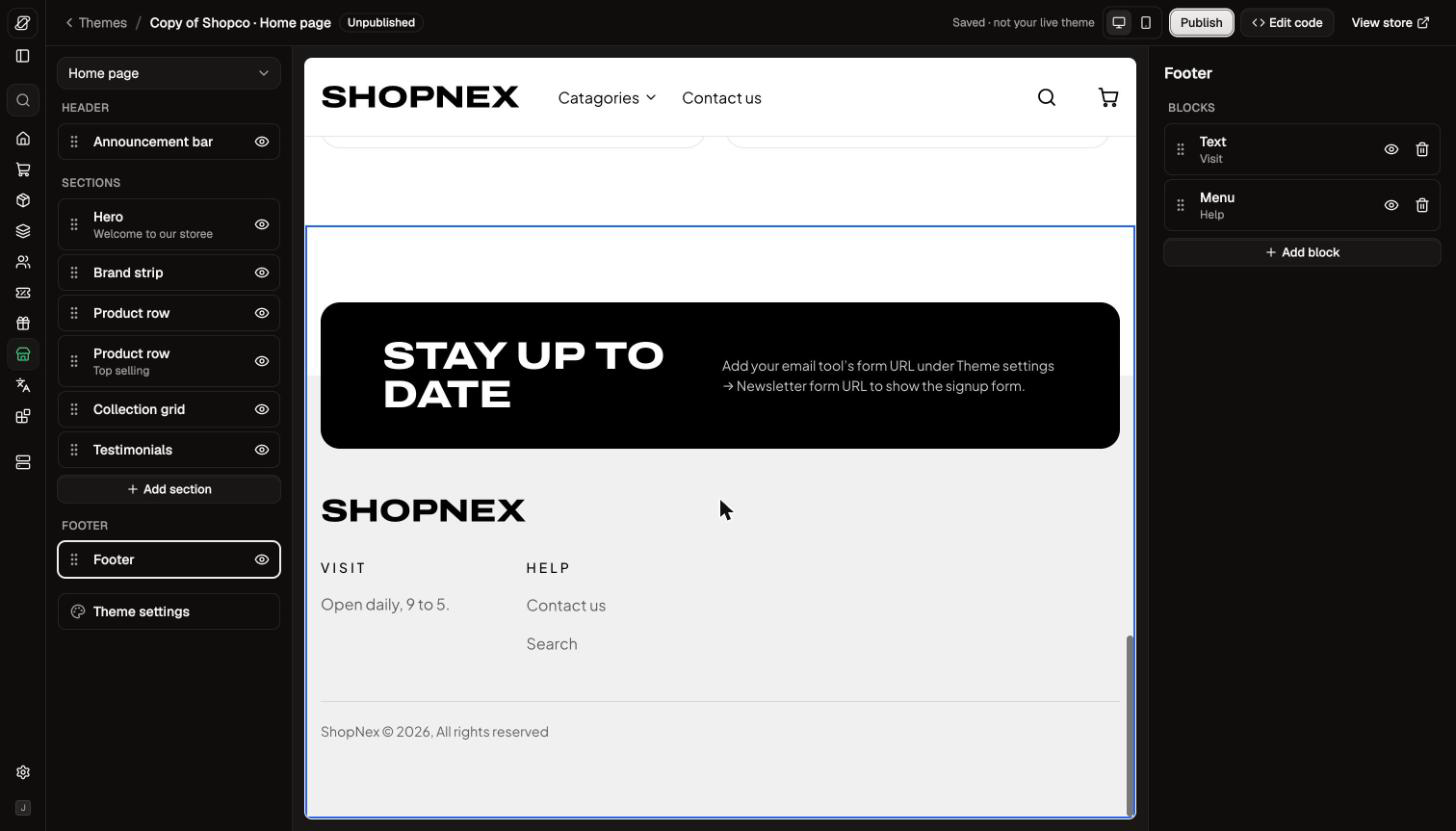 Themes / Copy of Shopco · Home page Unpublished
Saved · not your live theme
Publish
Edit code
View store
Home page
HEADER
Announcement bar
SECTIONS
Hero
Welcome to our storee
Brand strip
Product row
Product row
Top selling
Collection grid
Testimonials
+ Add section
FOOTER
Footer
Theme settings
J
SHOPNEX
Catagories
Contact us
STAY UP TO
DATE
Add your email tool's form URL under Theme settings
→ Newsletter form URL to show the signup form.
SHOPNEX
VISIT
Open daily, 9 to 5.
HELP
Contact us
Search
ShopNex © 2026, All rights reserved
Footer
BLOCKS
Text
Visit
Menu
Help
+ Add block